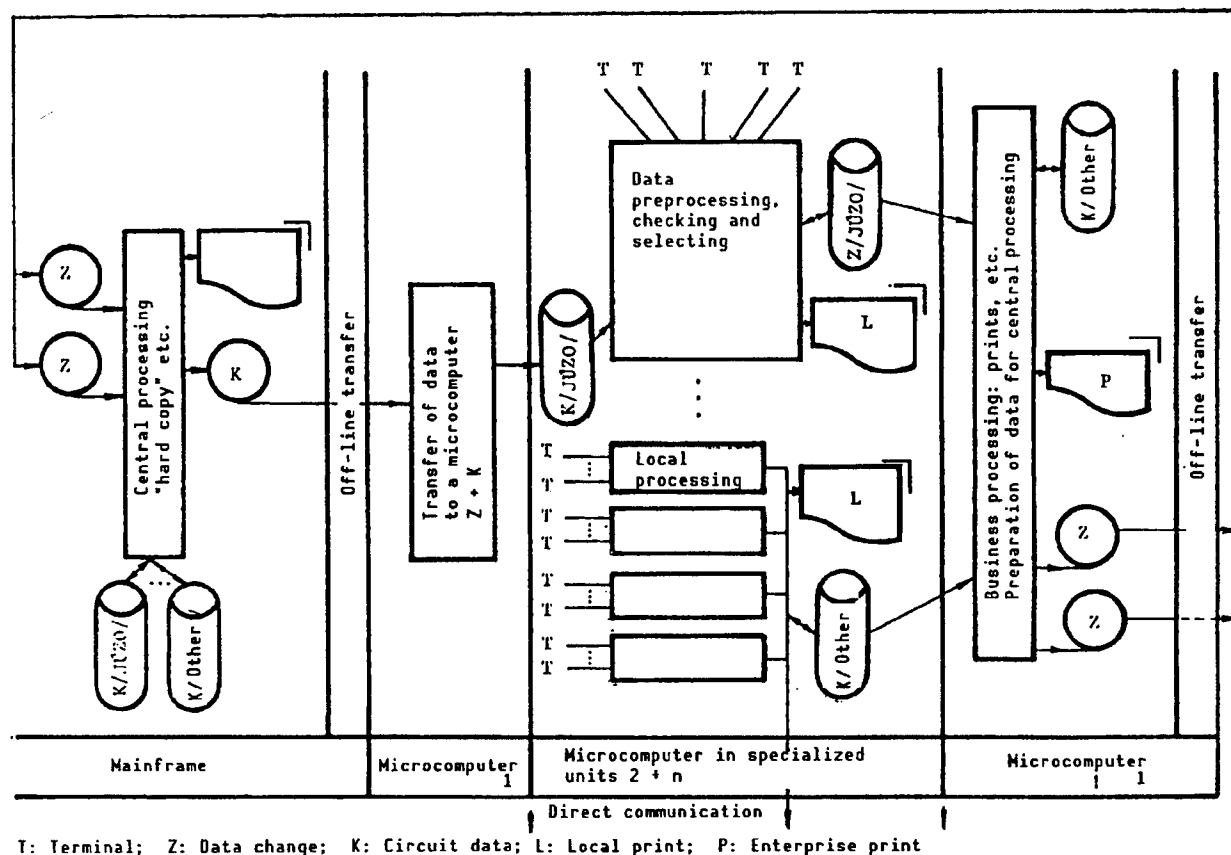 T T T T T
Data
preprocessing,
checking and
selecting
Z/JÜZO/
K/Other
Z
Z
Central processing
"hard copy" etc.
K
Off-line transfer
Transfer of data
to a microcomputer
Z + K
K/JÜZO/
L
Business processing: prints, etc.
Preparation of data for central processing
P
Off-line transfer
T
T
Local
processing
L
T
T
T
T
T
T
K/Other
Z
Z
K/JÜZO/
K/Other
Mainframe
Microcomputer
1
Microcomputer in specialized
units 2 + n
Microcomputer
1
Direct communication
T: Terminal; Z: Data change; K: Circuit data; L: Local print; P: Enterprise print